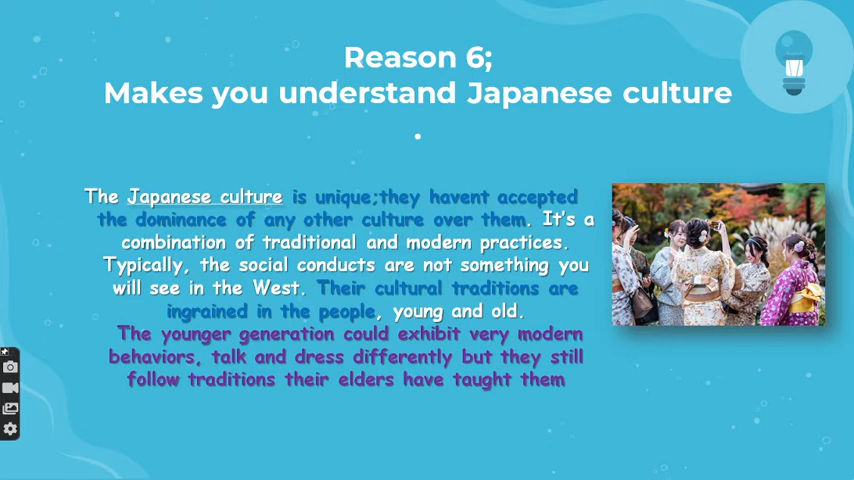 Reason 6;
Makes you understand Japanese culture
.
The Japanese culture is unique;they havent accepted
the dominance of any other culture over them. It's a
combination of traditional and modern practices.
Typically, the social conducts are not something you
will see in the West. Their cultural traditions are
ingrained in the people, young and old.
The younger generation could exhibit very modern
behaviors, talk and dress differently but they still
follow traditions their elders have taught them